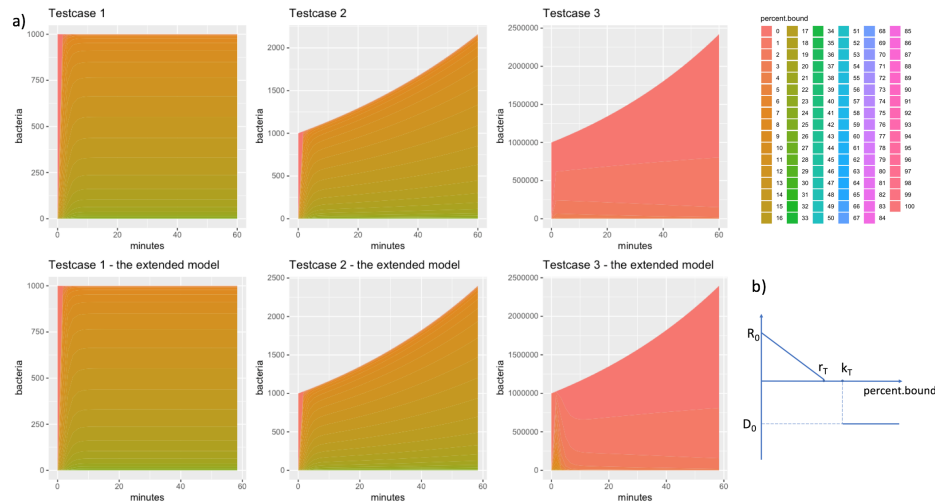 a)
Testcase 1
Testcase 2
Testcase 3
1000
750
500
250
0
bacteria
0 20 40 60
minutes
2000
1500
1000
500
0
bacteria
0 20 40 60
minutes
2500000
2000000
1500000
1000000
500000
0
bacteria
0 20 40 60
minutes
percent.bound
0 17 34 51 68 85
1 18 35 52 69 86
2 19 36 53 70 87
3 20 37 54 71 88
4 21 38 55 72 89
5 22 39 56 73 90
6 23 40 57 74 91
7 24 41 58 75 92
8 25 42 59 76 93
9 26 43 60 77 94
10 27 44 61 78 95
11 28 45 62 79 96
12 29 46 63 80 97
13 30 47 64 81 98
14 31 48 65 82 99
15 32 49 66 83 100
16 33 50 67 84
Testcase 1 - the extended model
Testcase 2 - the extended model
Testcase 3 - the extended model
1000
750
500
250
0
bacteria
0 20 40 60
minutes
2500
2000
1500
1000
500
0
bacteria
0 20 40 60
minutes
2500000
2000000
1500000
1000000
500000
0
bacteria
0 20 40 60
minutes
b)
R0
rT kT
percent.bound
D0